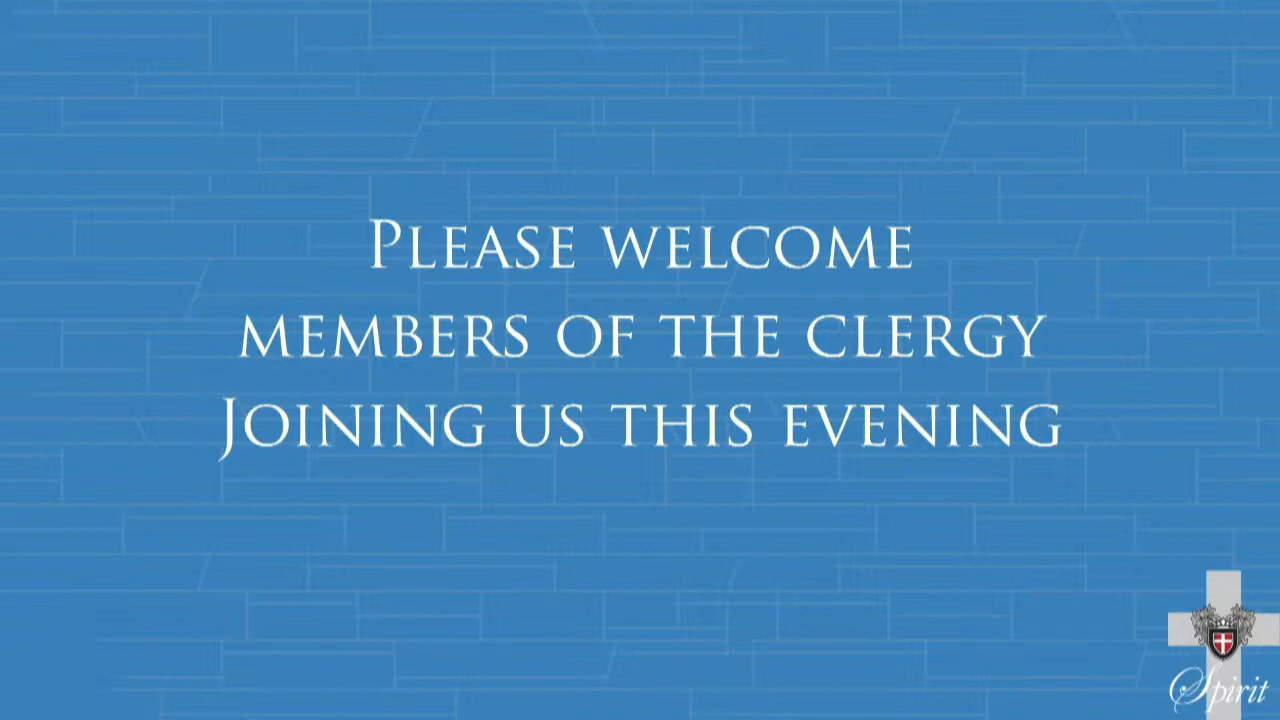 Please welcome
members of the clergy
Joining us this evening
Spirit